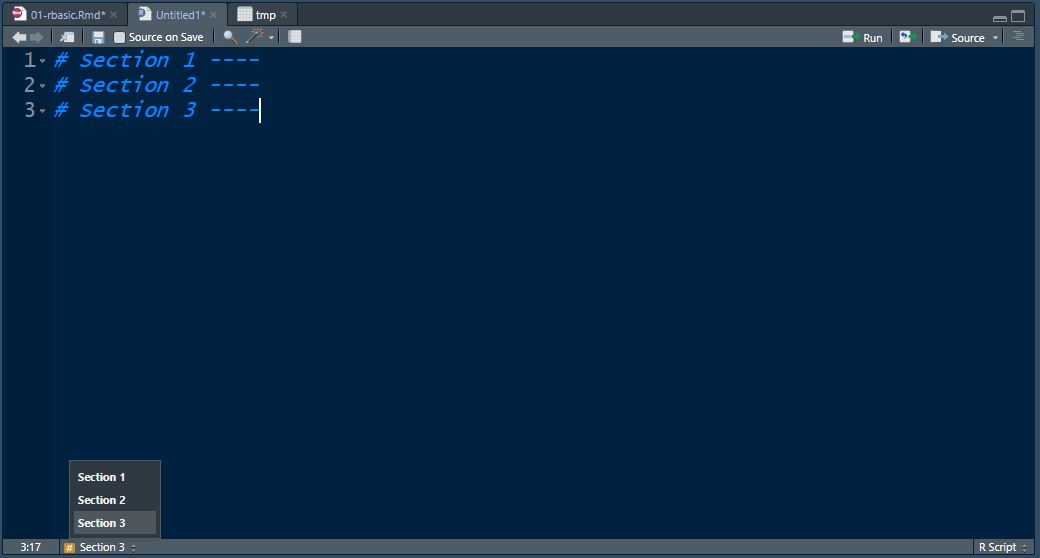 01-rbasic.Rmd* Untitled1* tmp
Source on Save Run Source
1 # Section 1 ----
2 # Section 2 ----
3 # Section 3 ----
Section 1
Section 2
Section 3
3:17 # Section 3 R Script